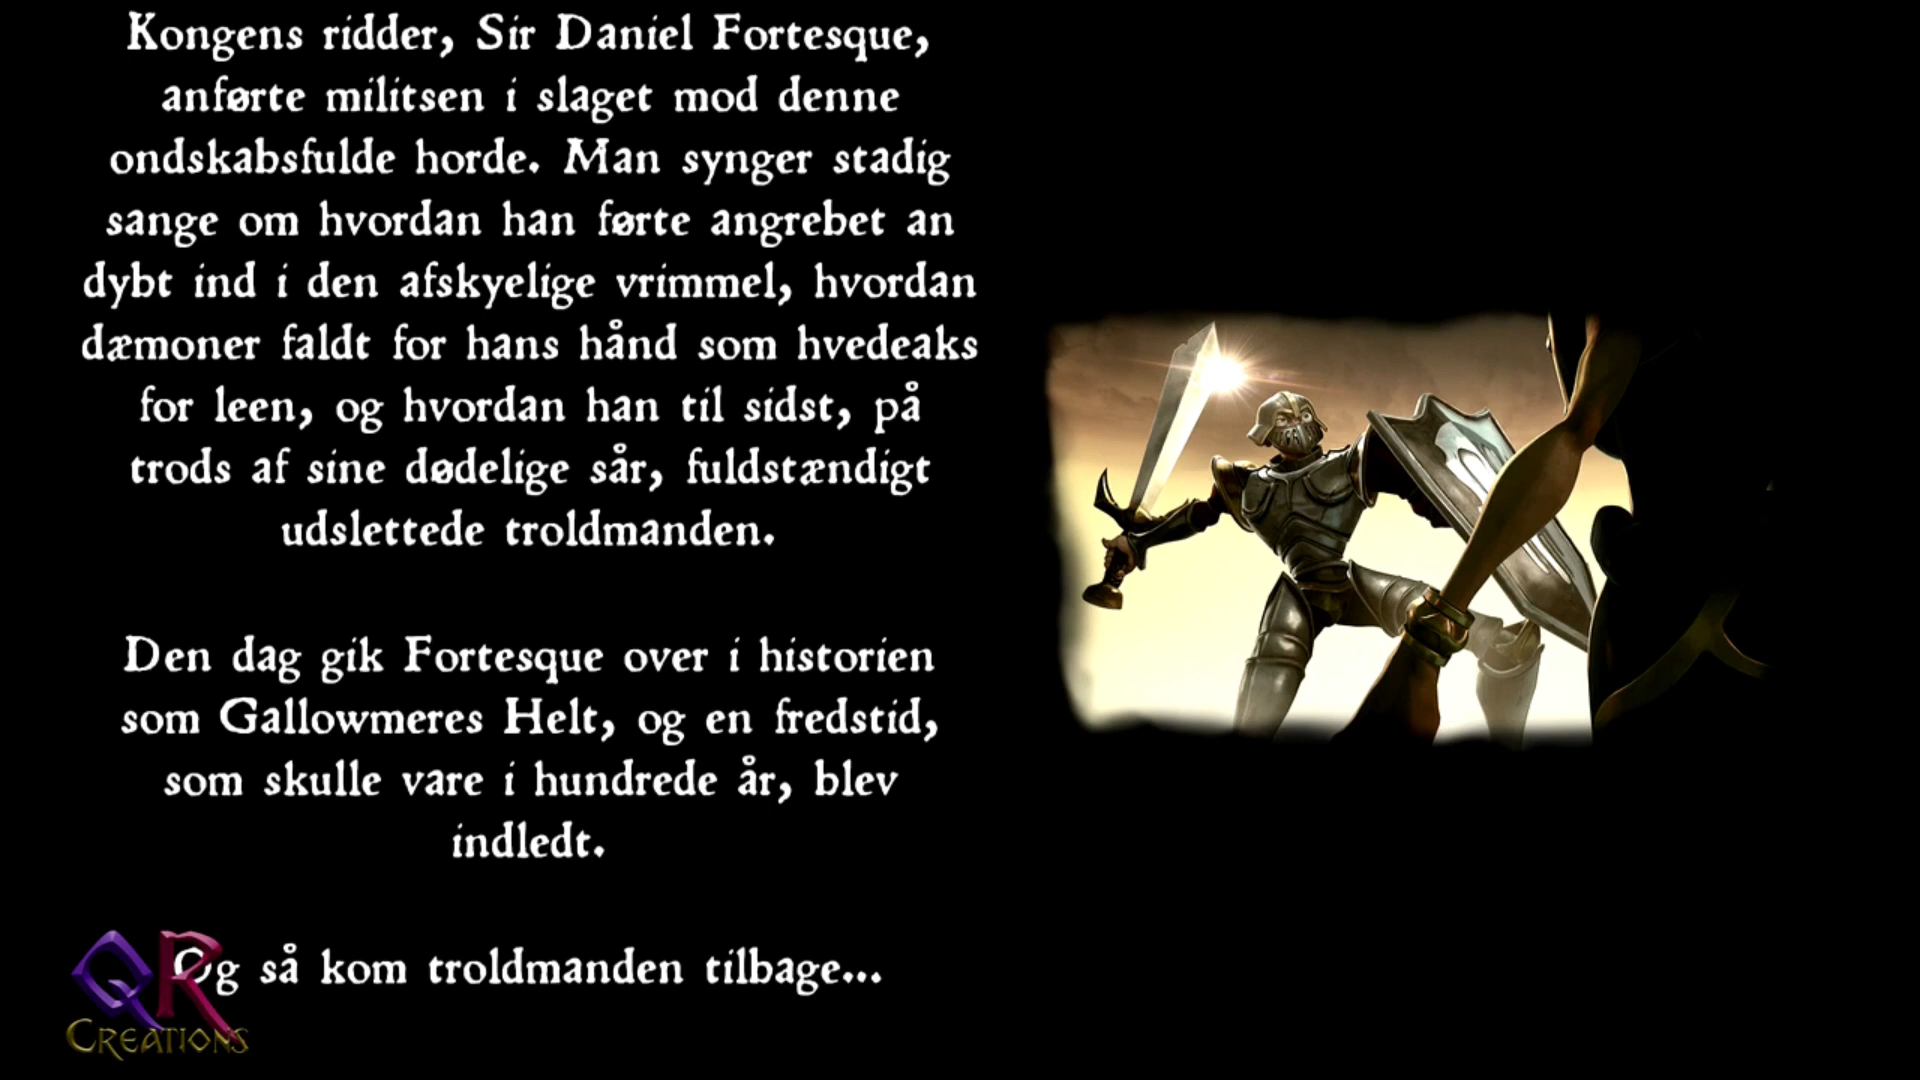 Kongens ridder, Sir Daniel Fortesque,
anførte militsen i slaget mod denne
ondskabsfulde horde. Man synger stadig
sange om hvordan han førte angrebet an
dybt ind i den afskyelige vrimmel, hvordan
dæmoner faldt for hans hånd som hvedeaks
for leen, og hvordan han til sidst, på
trods af sine dødelige sår, fuldstændigt
udslettede troldmanden.
Den dag gik Fortesque over i historien
som Gallowmeres Helt, og en fredstid,
som skulle vare i hundrede år, blev
indledt.
Og så kom troldmanden tilbage...
QR
CREATIONS